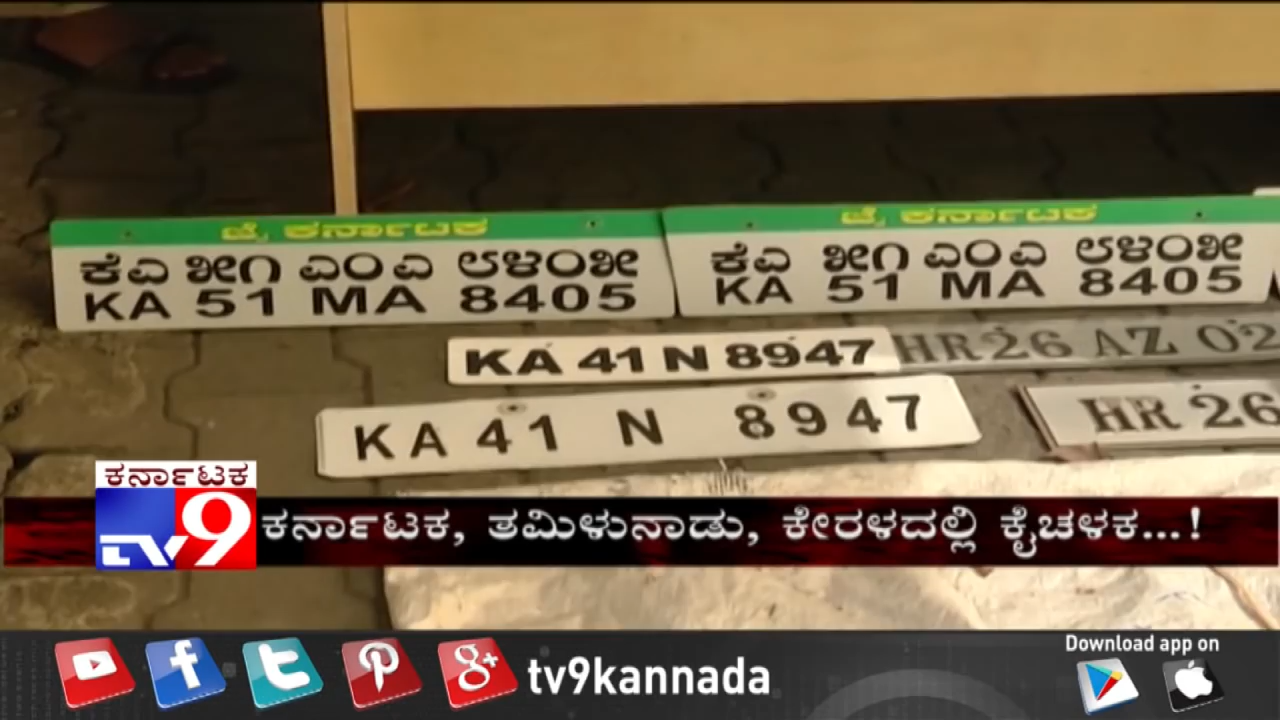 ಜೈ ಕರ್ನಾಟಕ
ಕೆಎ ೫೧ ಎಂಎ ೮೪೦೫
KA 51 MA 8405
ಜೈ ಕರ್ನಾಟಕ
ಕೆಎ ೫೧ ಎಂಎ ೮೪೦೫
KA 51 MA 8405
KA 41 N 8947
HR 26 AZ 02
KA 41 N 8947
HR 26
ಕರ್ನಾಟಕ
TV9
ಕರ್ನಾಟಕ, ತಮಿಳುನಾಡು, ಕೇರಳದಲ್ಲಿ ಕೈಚಳಕ...!
tv9kannada
Download app on